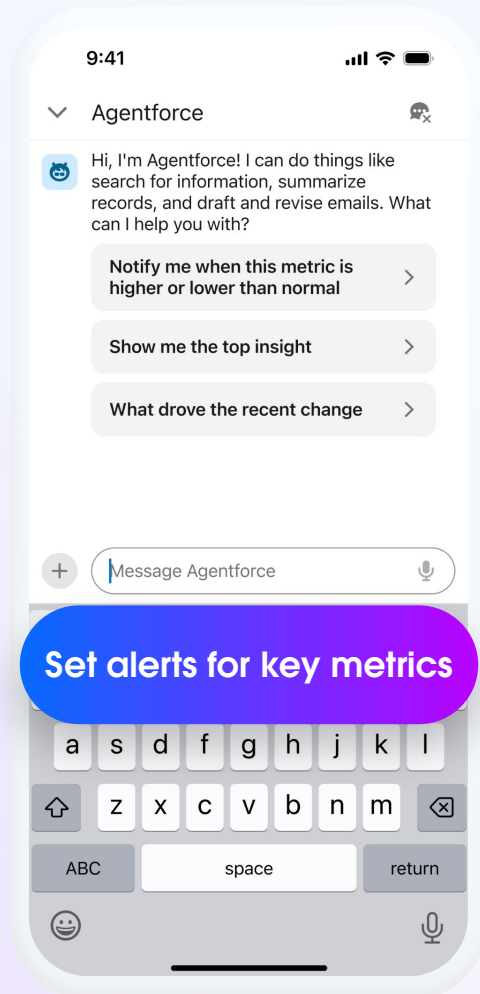 9:41
Agentforce
Hi, I'm Agentforce! I can do things like
search for information, summarize
records, and draft and revise emails. What
can I help you with?
Notify me when this metric is
higher or lower than normal
Show me the top insight
What drove the recent change
Message Agentforce
Set alerts for key metrics
a s d f g h j k l
z x c v b n m
ABC space return